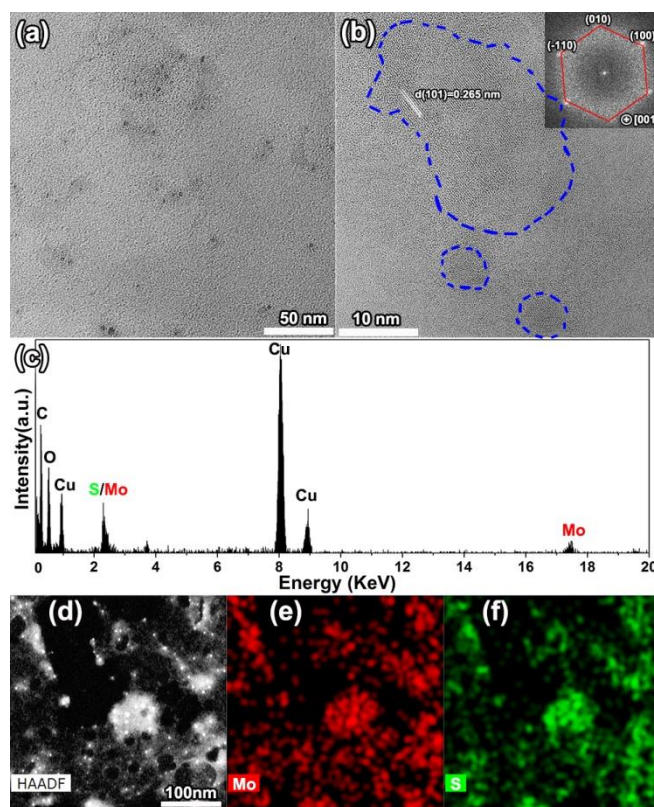 (a)
50 nm
(b)
d(101)=0.265 nm
10 nm
(010)
(-110)
(100)
[001
(c)
Intensity(a.u.)
C
O
Cu
S/Mo
Cu
Cu
Mo
0 2 4 6 8 10 12 14 16 18 20
Energy (KeV)
(d)
HAADF
100nm
(e)
Mo
(f)
S